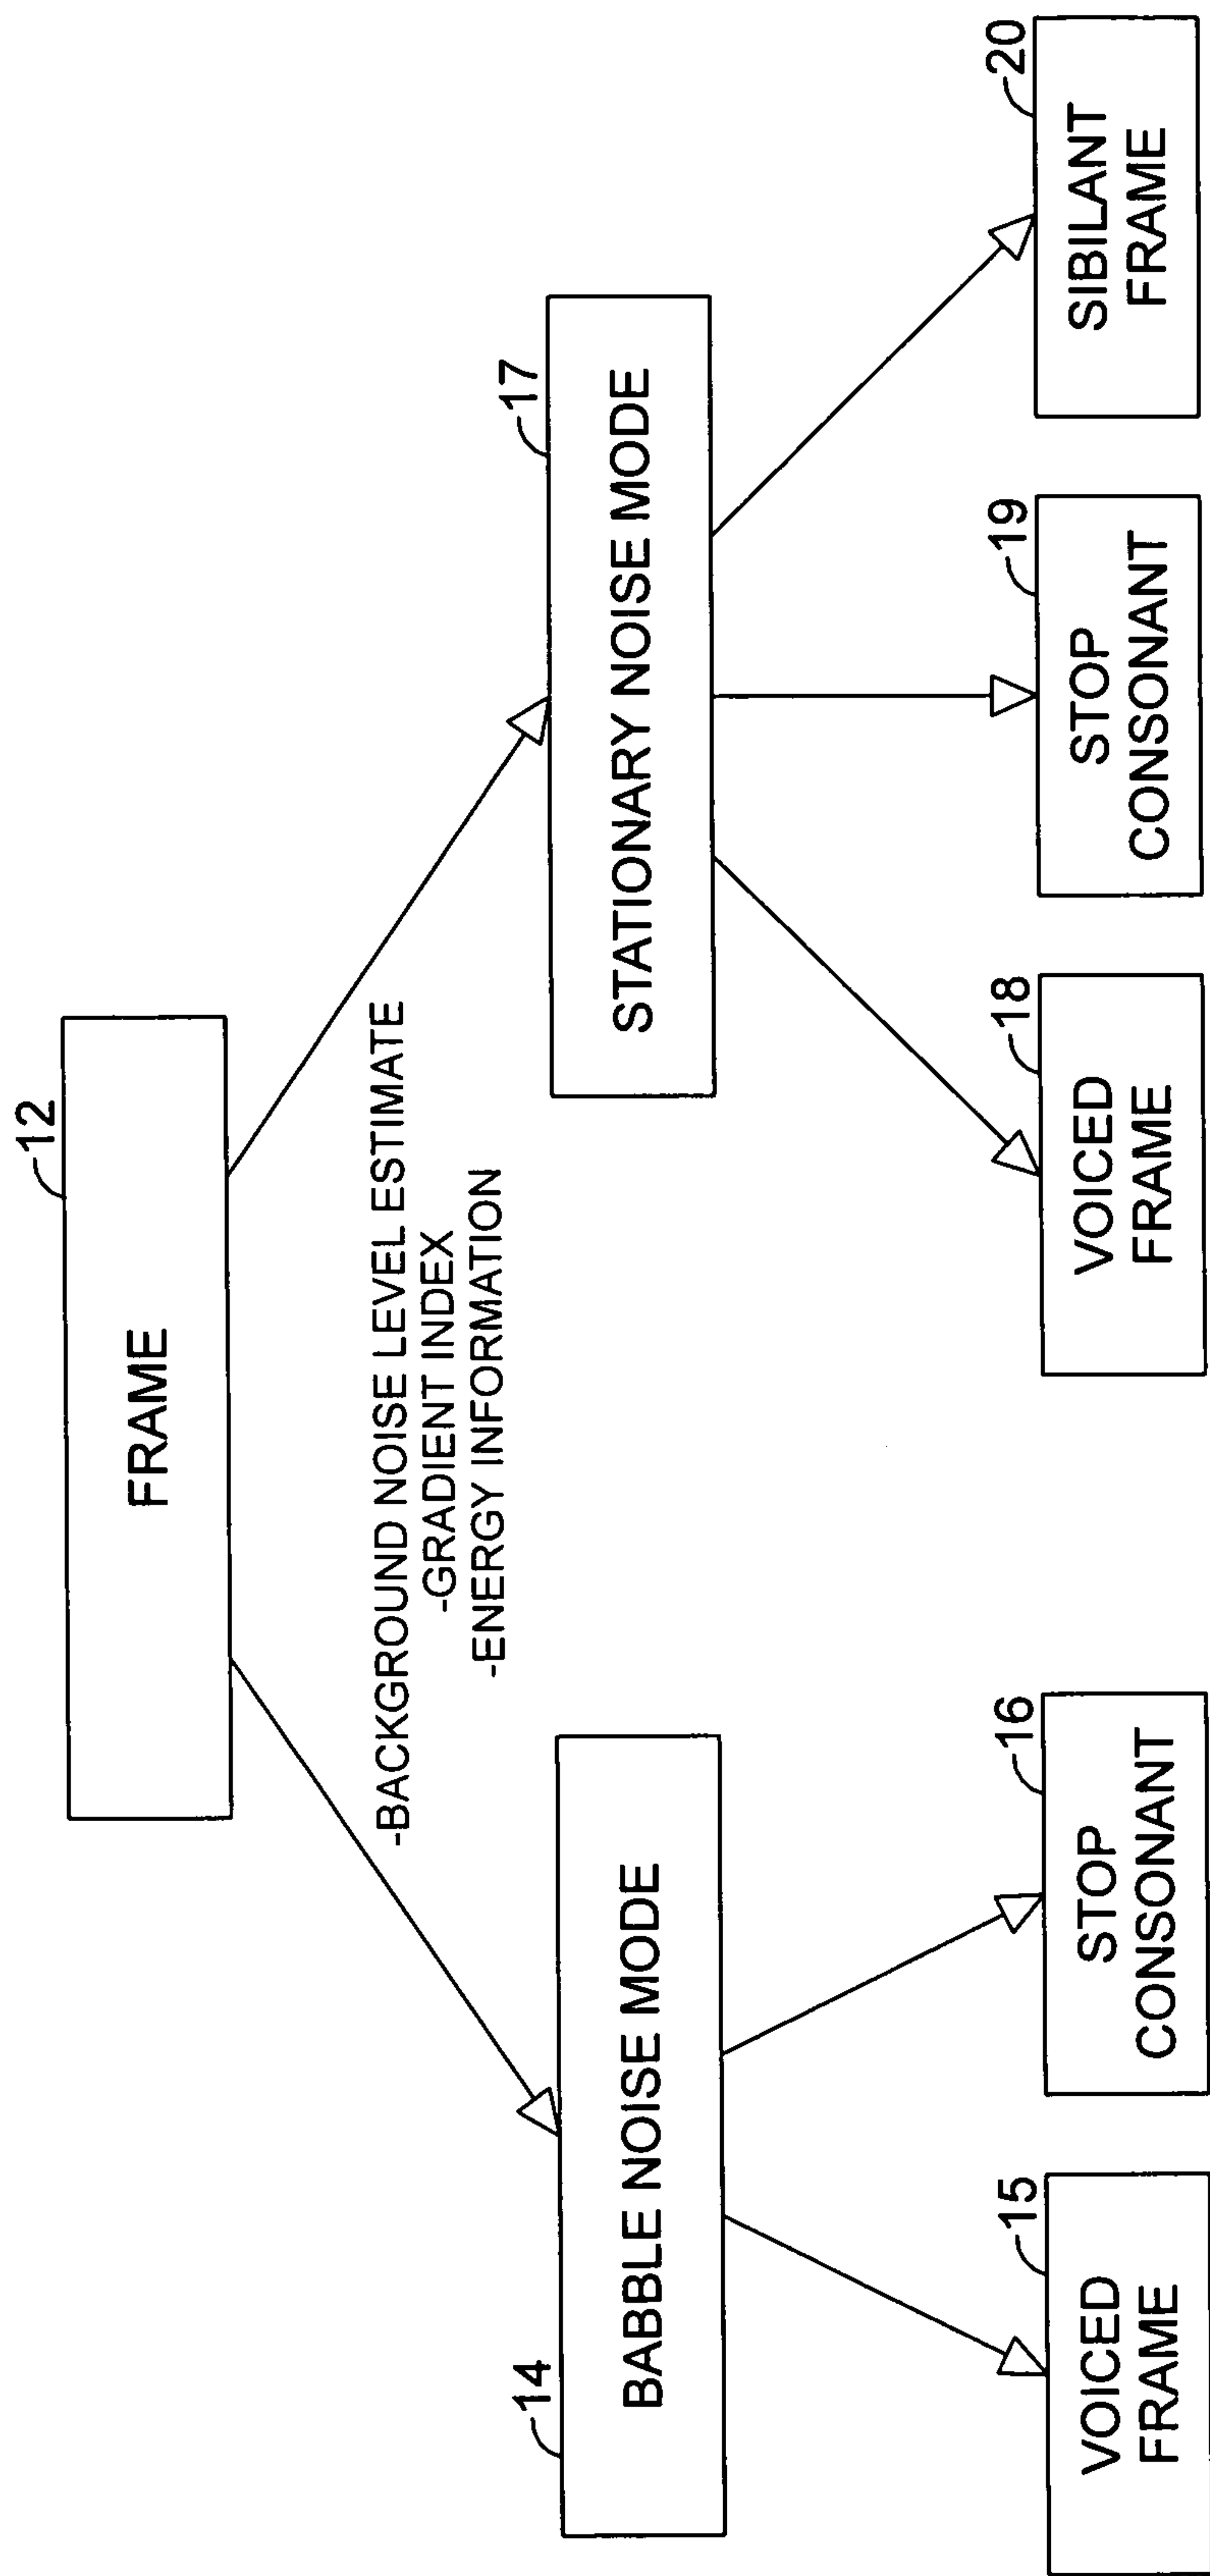 12
FRAME
-BACKGROUND NOISE LEVEL ESTIMATE
-GRADIENT INDEX
-ENERGY INFORMATION
14
BABBLE NOISE MODE
17
STATIONARY NOISE MODE
15
VOICED
FRAME
16
STOP
CONSONANT
18
VOICED
FRAME
19
STOP
CONSONANT
20
SIBILANT
FRAME